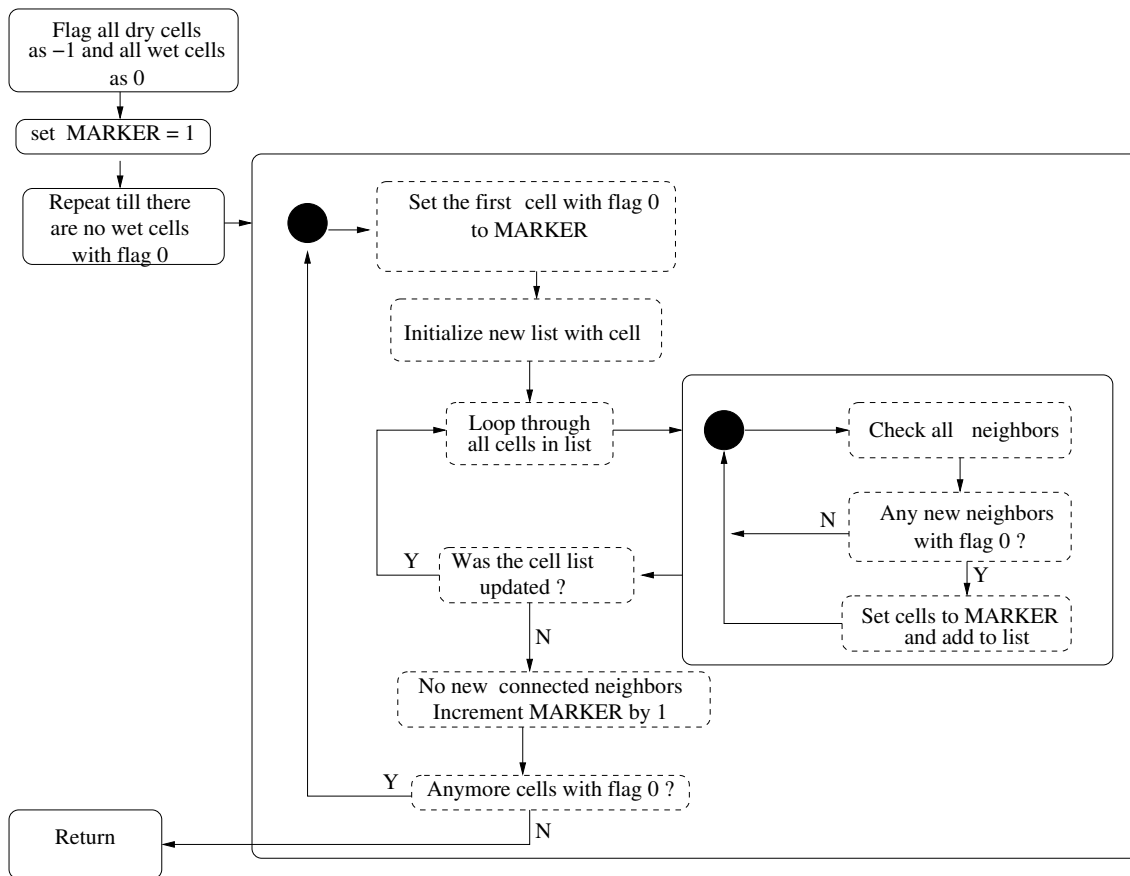 Flag all dry cells
as −1 and all wet cells
as 0
set MARKER = 1
Repeat till there
are no wet cells
with flag 0
Set the first cell with flag 0
to MARKER
Initialize new list with cell
Loop through
all cells in list
Check all neighbors
Any new neighbors
with flag 0 ?
N
Y
Set cells to MARKER
and add to list
Was the cell list
updated ?
Y
N
No new connected neighbors
Increment MARKER by 1
Anymore cells with flag 0 ?
Y
N
Return